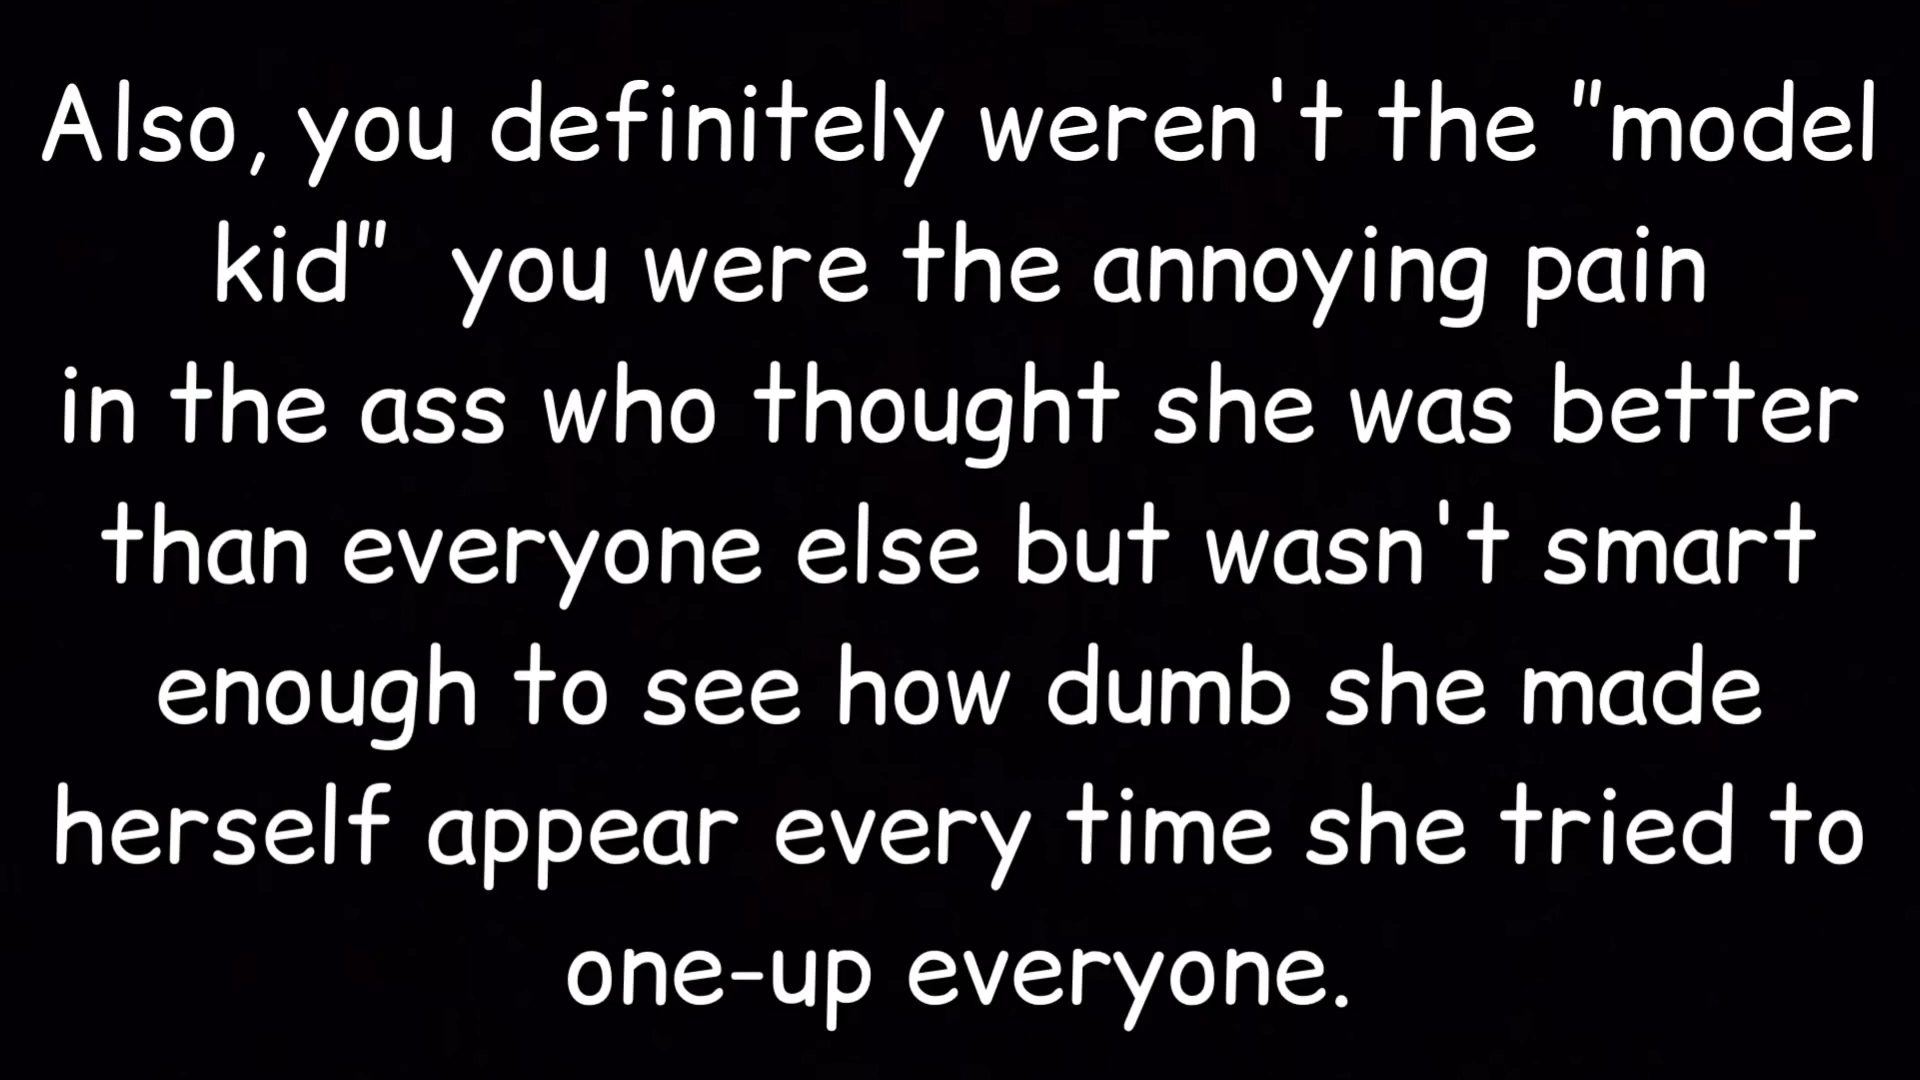 Also, you definitely weren't the "model
kid"  you were the annoying pain
in the ass who thought she was better
than everyone else but wasn't smart
enough to see how dumb she made
herself appear every time she tried to
one-up everyone.